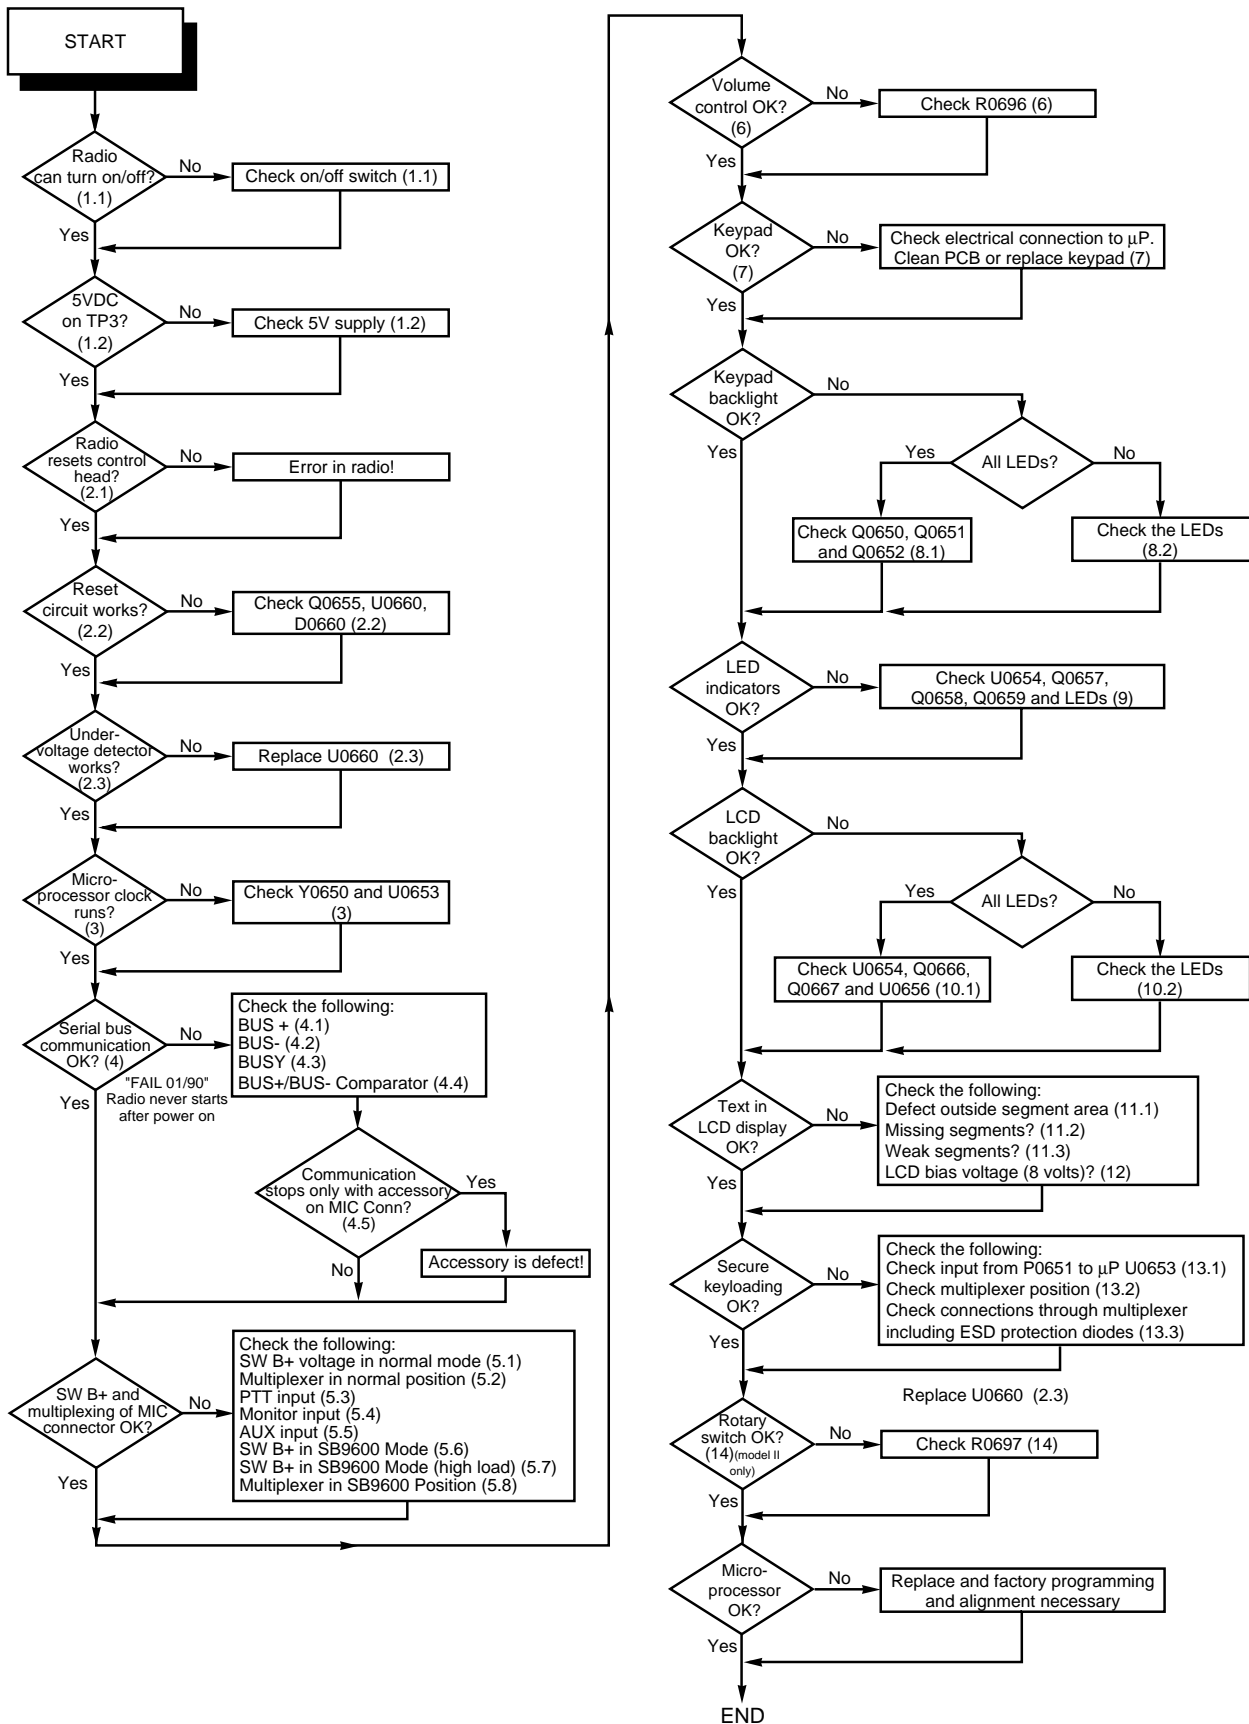 START
Radio
can turn on/off?
(1.1)
No
Check on/off switch (1.1)
Yes
5VDC
on TP3?
(1.2)
No
Check 5V supply (1.2)
Yes
Radio
resets control
head?
(2.1)
No
Error in radio!
Yes
Reset
circuit works?
(2.2)
No
Check Q0655, U0660,
D0660 (2.2)
Yes
Under-
voltage detector
works?
(2.3)
No
Replace U0660 (2.3)
Yes
Micro-
processor clock
runs?
(3)
No
Check Y0650 and U0653
(3)
Yes
Serial bus
communication
OK? (4)
No
Check the following:
BUS + (4.1)
BUS- (4.2)
BUSY (4.3)
BUS+/BUS- Comparator (4.4)
"FAIL 01/90"
Radio never starts
after power on
Yes
Communication
stops only with accessory
on MIC Conn?
(4.5)
Yes
Accessory is defect!
No
SW B+ and
multiplexing of MIC
connector OK?
No
Check the following:
SW B+ voltage in normal mode (5.1)
Multiplexer in normal position (5.2)
PTT input (5.3)
Monitor input (5.4)
AUX input (5.5)
SW B+ in SB9600 Mode (5.6)
SW B+ in SB9600 Mode (high load) (5.7)
Multiplexer in SB9600 Position (5.8)
Yes
Volume
control OK?
(6)
No
Check R0696 (6)
Yes
Keypad
OK?
(7)
No
Check electrical connection to µP.
Clean PCB or replace keypad (7)
Yes
Keypad
backlight
OK?
No
All LEDs?
Yes
No
Check Q0650, Q0651
and Q0652 (8.1)
Check the LEDs
(8.2)
Yes
LED
indicators
OK?
No
Check U0654, Q0657,
Q0658, Q0659 and LEDs (9)
Yes
LCD
backlight
OK?
No
All LEDs?
Yes
No
Check U0654, Q0666,
Q0667 and U0656 (10.1)
Check the LEDs
(10.2)
Yes
Text in
LCD display
OK?
No
Check the following:
Defect outside segment area (11.1)
Missing segments? (11.2)
Weak segments? (11.3)
LCD bias voltage (8 volts)? (12)
Yes
Secure
keyloading
OK?
No
Check the following:
Check input from P0651 to µP U0653 (13.1)
Check multiplexer position (13.2)
Check connections through multiplexer
including ESD protection diodes (13.3)
Yes
Replace U0660 (2.3)
Rotary
switch OK?
(14)(model II
only)
No
Check R0697 (14)
Yes
Micro-
processor
OK?
No
Replace and factory programming
and alignment necessary
Yes
END